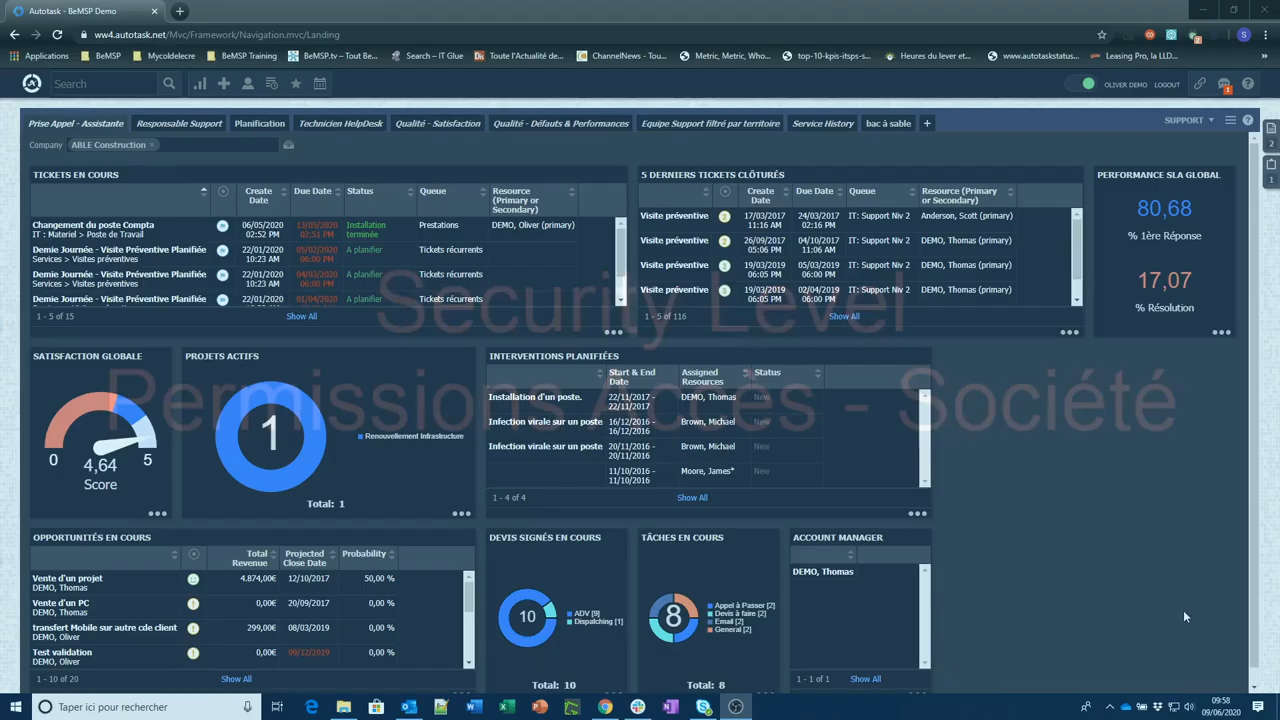 Autotask - BeMSP Demo
ww4.autotask.net/Mvc/Framework/Navigation.mvc/Landing
Applications BeMSP Mycoldelecre BeMSP Training BeMSP.tv – BeMSP... Search — IT Glue Toute l'Actualité de... ChannelNews - Tou... Metric, Metric, Who... top-10-kpis-itsps-s... Heures du lever et... www.autotaskstatus... Leasing Pro, la LLD...
Search
OLIVER DEMO LOGOUT
1
Prise Appel - Assistante Responsable Support Planification Technicien HelpDesk Qualité - Satisfaction Qualité - Défauts & Performances Equipe Support filtré par territoire Service History bac à sable + SUPPORT
2
1
Company ABLE Construction ×
TICKETS EN COURS
Create Date Due Date Status Queue Resource (Primary or Secondary)
Changement du poste Compta 06/05/2020 13/05/2020 Installation Prestations DEMO, Oliver (primary)
IT : Materiel > Poste de Travail 02:52 PM 02:51 PM terminée
Demie Journée - Visite Préventive Planifiée 22/01/2020 05/02/2020 A planifier Tickets récurrents
Services > Visites préventives 10:23 AM 06:00 PM
Demie Journée - Visite Préventive Planifiée 22/01/2020 04/03/2020 A planifier Tickets récurrents
Services > Visites préventives 10:23 AM 06:00 PM
Demie Journée - Visite Préventive Planifiée 22/01/2020 01/04/2020 A planifier Tickets récurrents
1 - 5 of 15 Show All
5 DERNIERS TICKETS CLÔTURÉS
Create Date Due Date Queue Resource (Primary or Secondary)
Visite préventive 17/03/2017 24/03/2017 IT: Support Niv 2 Anderson, Scott (primary)
11:16 AM 02:16 PM
Visite préventive 26/09/2017 04/10/2017 IT: Support Niv 2 DEMO, Thomas (primary)
05:06 PM 11:06 AM
Visite préventive 19/03/2019 05/03/2019 IT: Support Niv 2 DEMO, Thomas (primary)
06:05 PM 06:00 PM
Visite préventive 19/03/2019 02/04/2019 IT: Support Niv 2 DEMO, Thomas (primary)
06:05 PM 06:00 PM
1 - 5 of 116 Show All
PERFORMANCE SLA GLOBAL
80,68
% 1ère Réponse
17,07
% Résolution
Security Level
Permissions Accès - Société
SATISFACTION GLOBALE
0 4,64 5
Score
PROJETS ACTIFS
1
Renouvellement Infrastructure
Total: 1
INTERVENTIONS PLANIFIÉES
Start & End Date Assigned Resources Status
Installation d'un poste. 22/11/2017 - 22/11/2017 DEMO, Thomas New
Infection virale sur un poste 16/12/2016 - 16/12/2016 Brown, Michael New
Infection virale sur un poste 20/11/2016 - 20/11/2016 Brown, Michael New
11/10/2016 - 11/10/2016 Moore, James* New
1 - 4 of 4 Show All
OPPORTUNITÉS EN COURS
Total Revenue Projected Close Date Probability
Vente d'un projet 4.874,00€ 12/10/2017 50,00 %
DEMO, Thomas
Vente d'un PC 0,00€ 20/09/2017 0,00 %
DEMO, Thomas
transfert Mobile sur autre cde client 299,00€ 08/03/2019 0,00 %
DEMO, Oliver
Test validation 0,00€ 09/12/2019 0,00 %
DEMO, Oliver
1 - 10 of 20 Show All
DEVIS SIGNÉS EN COURS
10
ADV [9]
Dispatching [1]
Total: 10
TÂCHES EN COURS
8
Appel à Passer [2]
Devis à faire [2]
Email [2]
General [2]
Total: 8
ACCOUNT MANAGER
DEMO, Thomas
1 - 1 of 1 Show All
Taper ici pour rechercher
09:58
09/06/2020